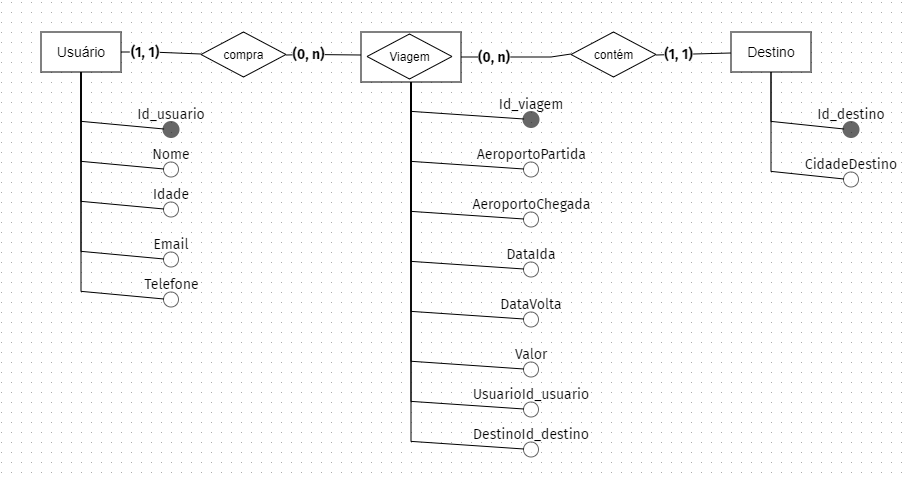 Usuário (1, 1) compra (0, n) Viagem (0, n) contém (1, 1) Destino
Id_usuario
Nome
Idade
Email
Telefone
Id_viagem
AeroportoPartida
AeroportoChegada
DataIda
DataVolta
Valor
UsuarioId_usuario
DestinoId_destino
Id_destino
CidadeDestino